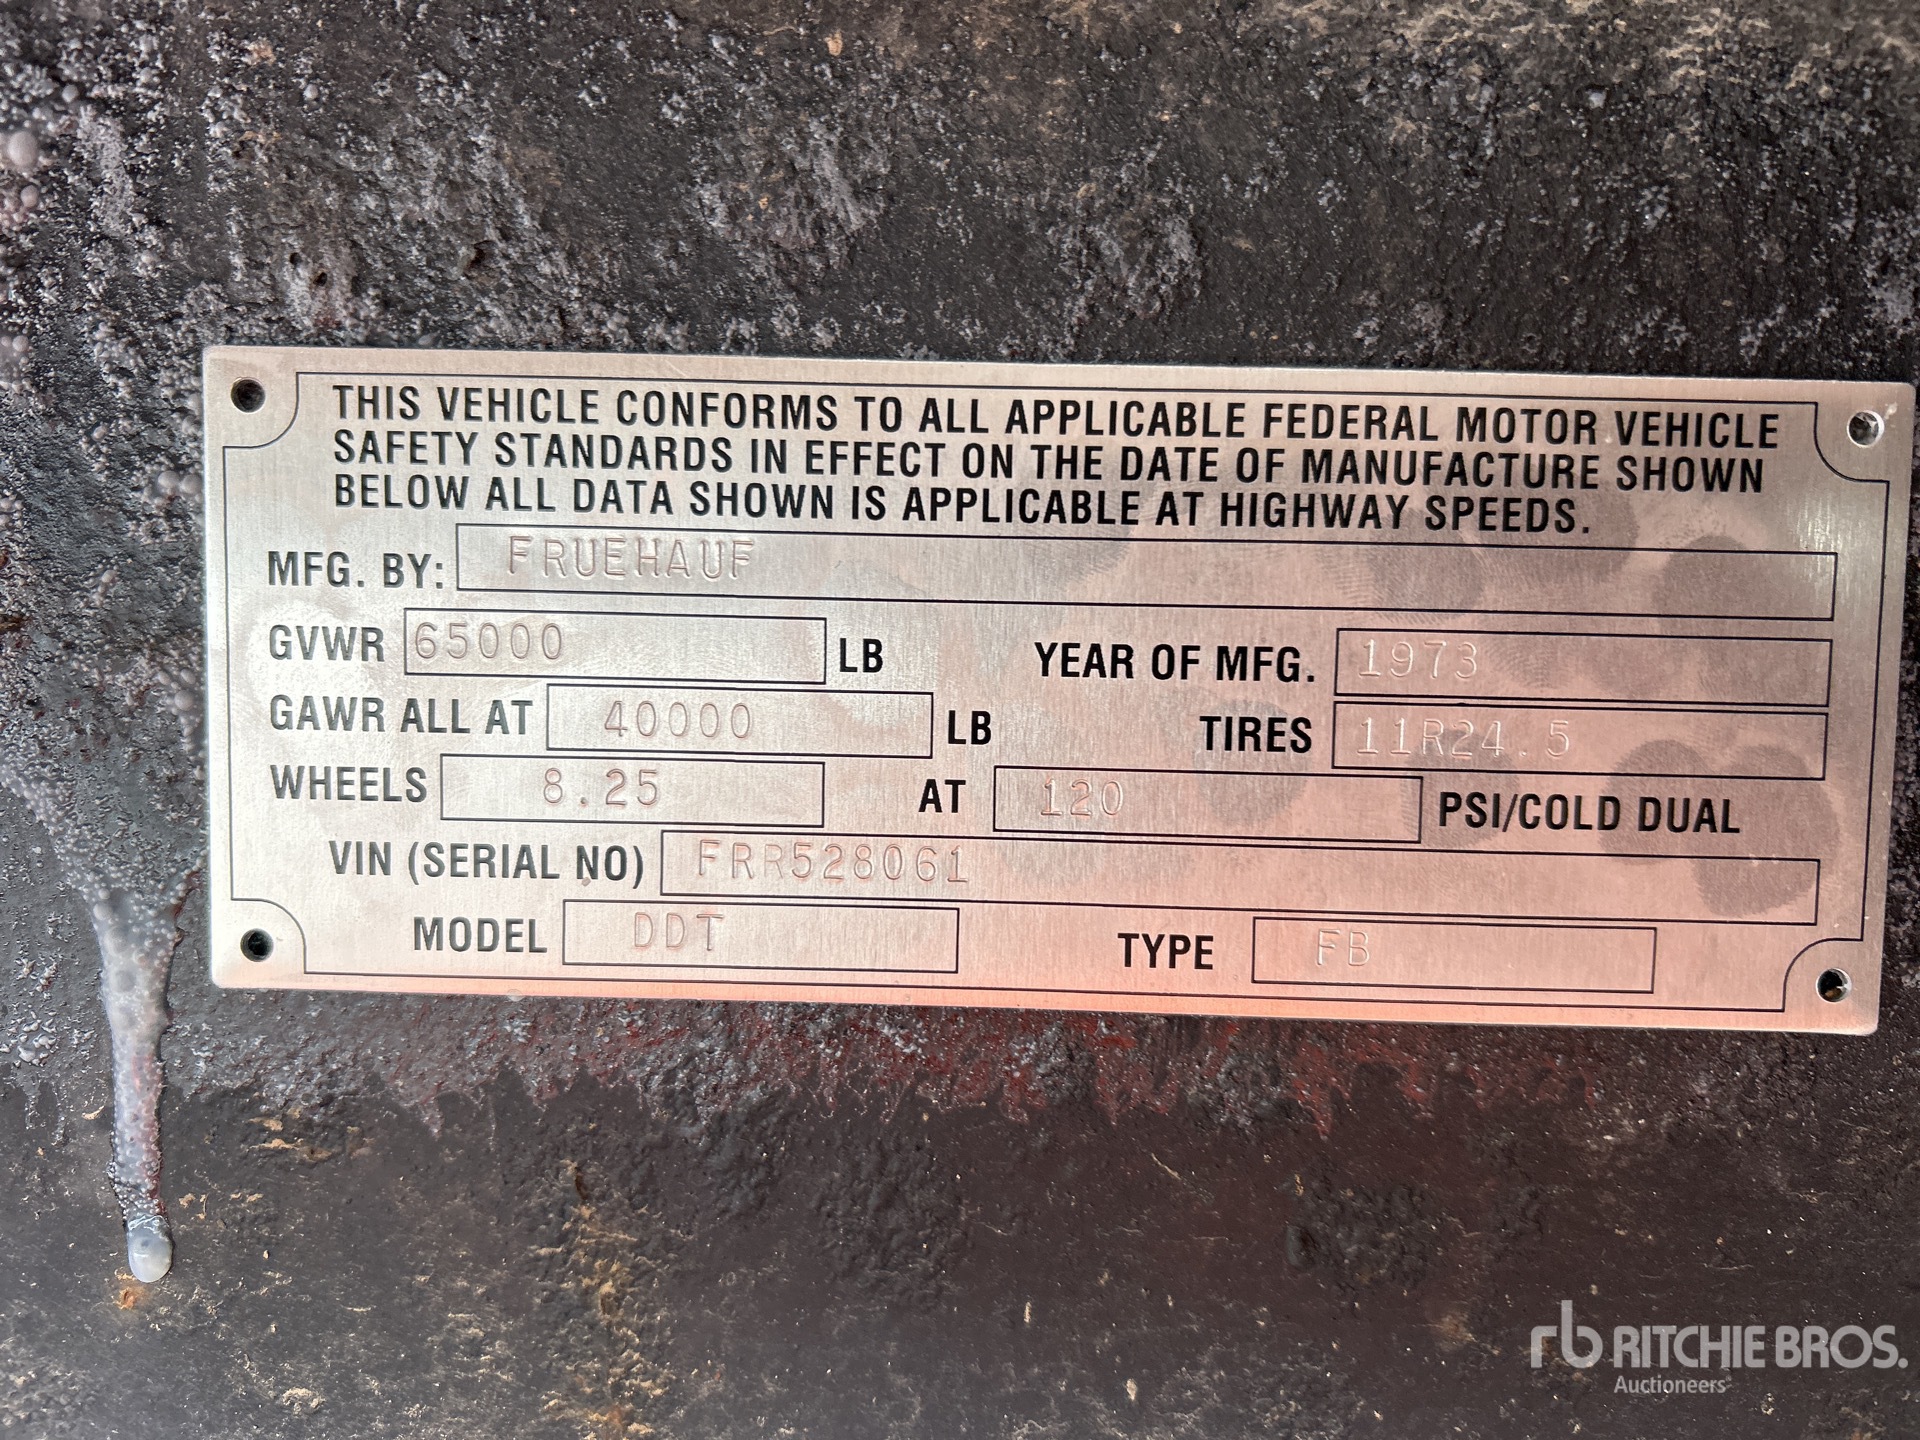 THIS VEHICLE CONFORMS TO ALL APPLICABLE FEDERAL MOTOR VEHICLE
SAFETY STANDARDS IN EFFECT ON THE DATE OF MANUFACTURE SHOWN
BELOW ALL DATA SHOWN IS APPLICABLE AT HIGHWAY SPEEDS.
MFG. BY: FRUEHAUF
GVWR 65000 LB YEAR OF MFG. 1973
GAWR ALL AT 40000 LB TIRES 11R24.5
WHEELS 8.25 AT 120 PSI/COLD DUAL
VIN (SERIAL NO) FRR528061
MODEL DDT TYPE FB
rb RITCHIE BROS.
Auctioneers